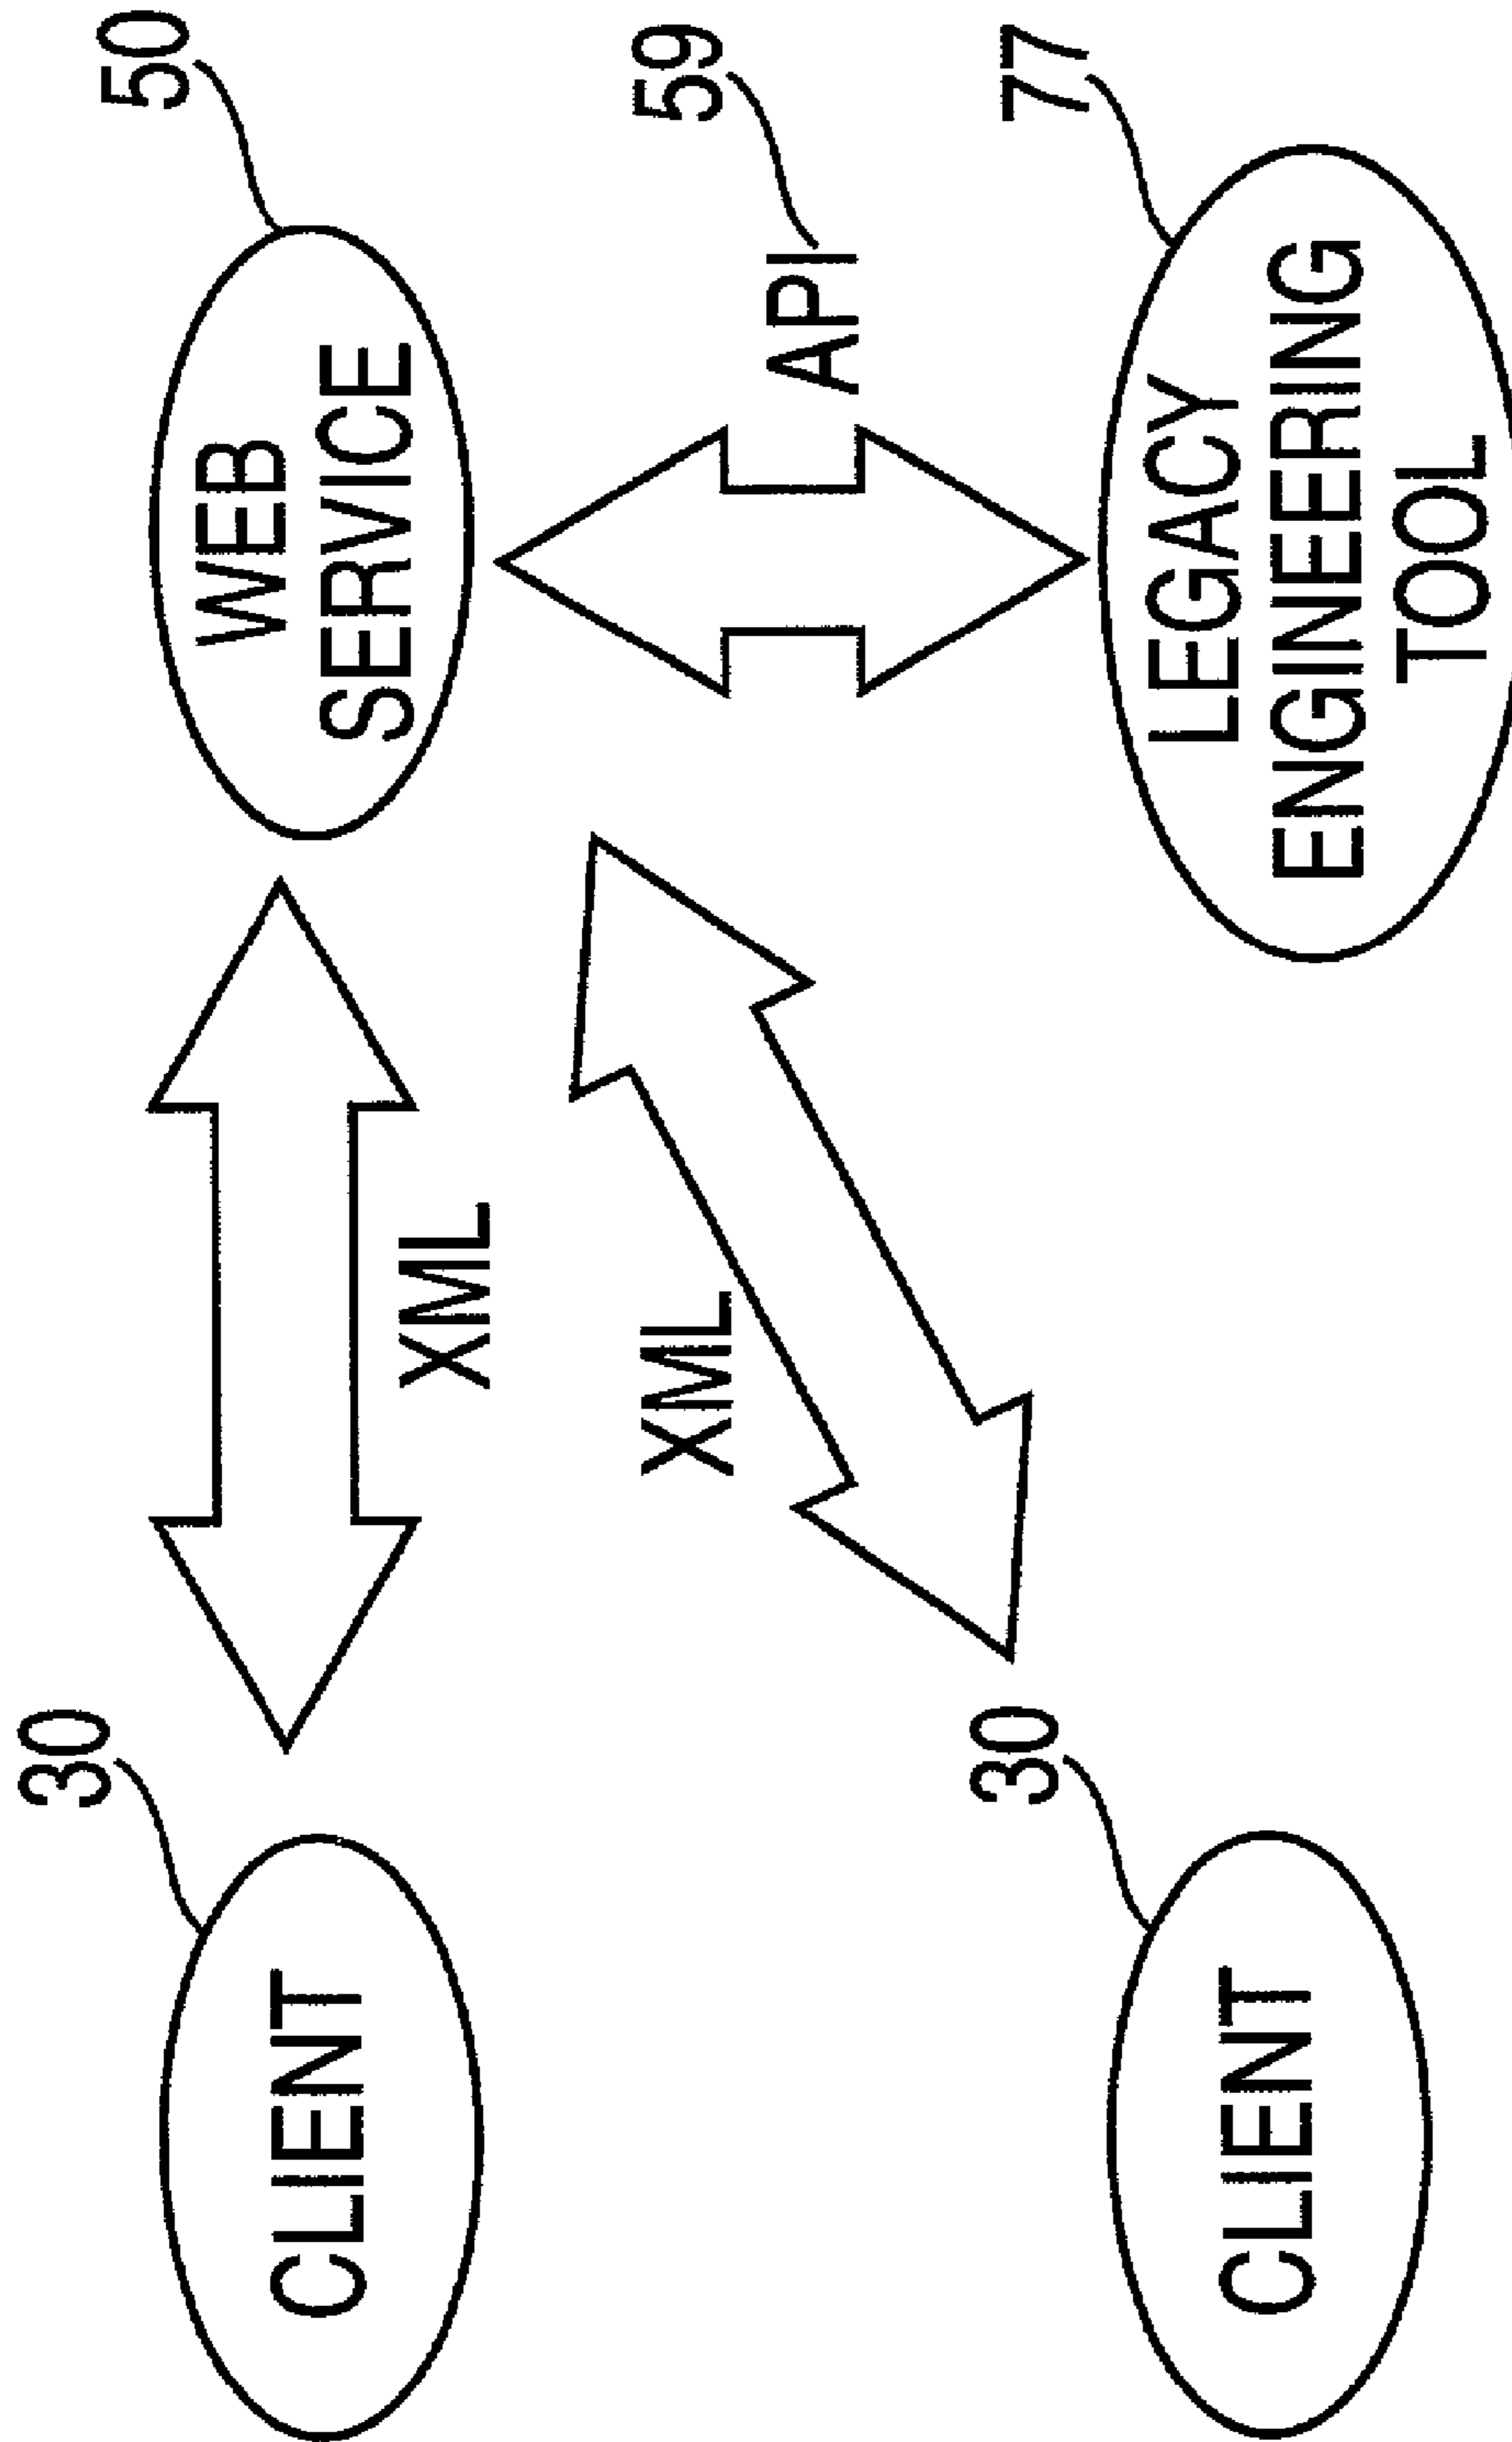 30
CLIENT
XML
50
WEB
SERVICE
XML
59
API
30
CLIENT
77
LEGACY
ENGINEERING
TOOL